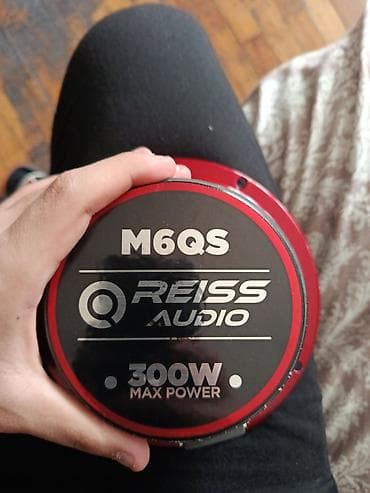 M6QS
REISS
AUDIO
300W
MAX POWER